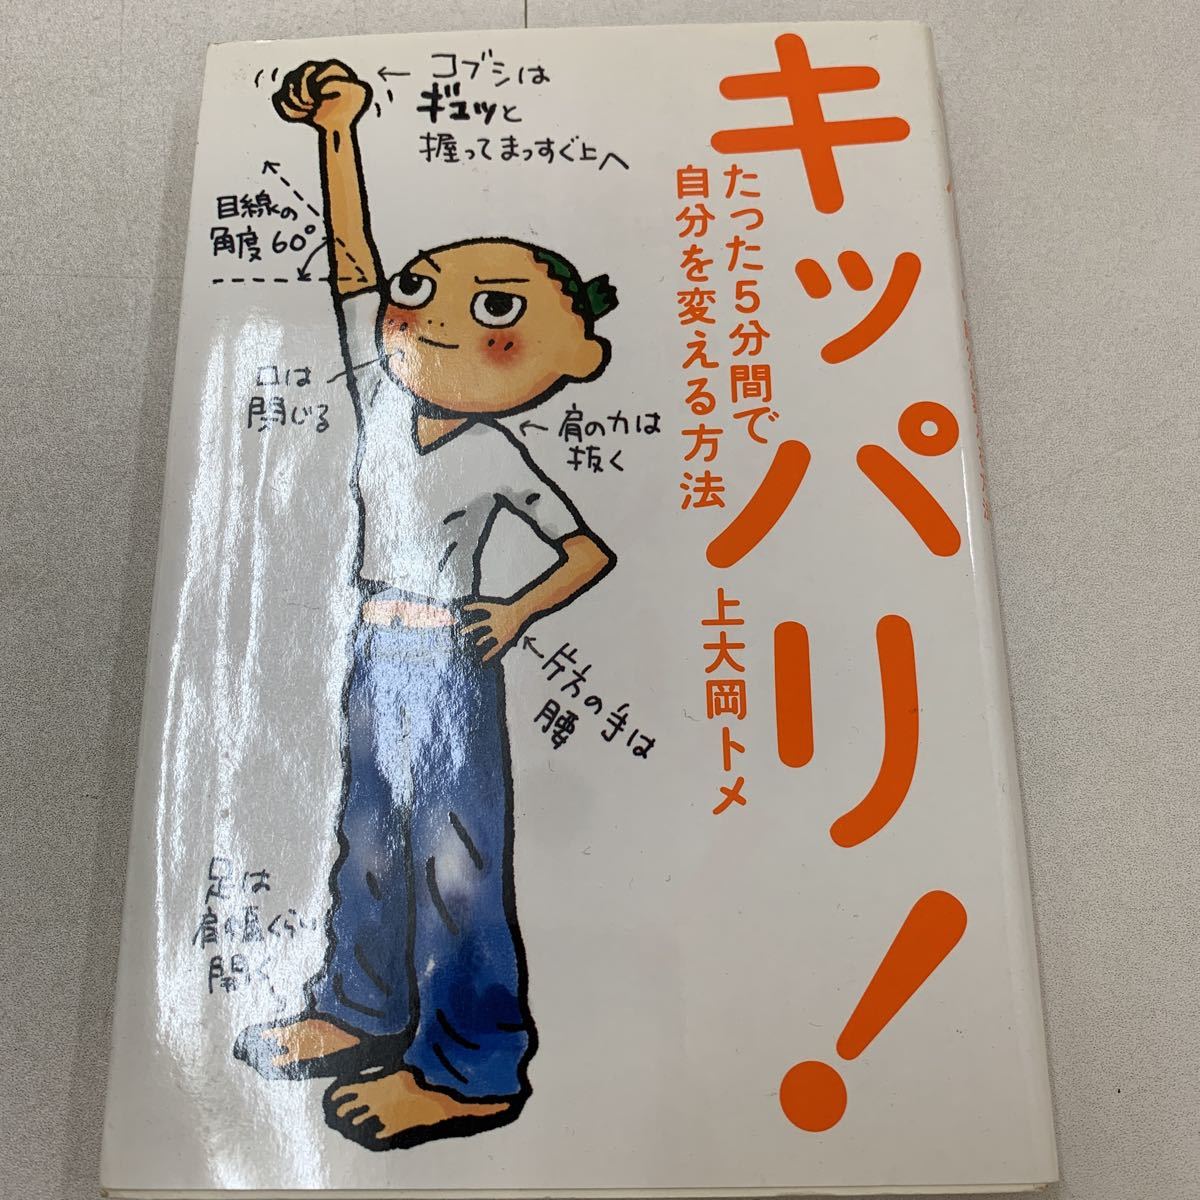 キッパリ！
たった5分間で
自分を変える方法
上大岡トメ
コブシは
ギュッと
握ってまっすぐ上へ
目線の
角度60°
口は
閉じる
肩の力は
抜く
片方の手は
腰
足は
肩幅くらい
開く